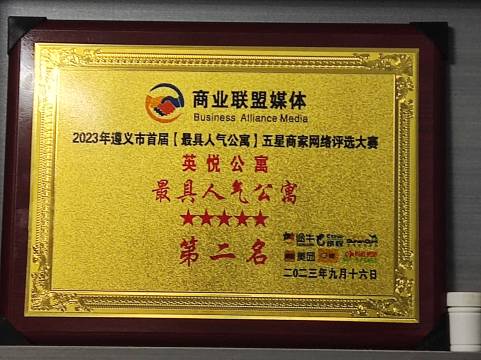 商业联盟媒体
Business Alliance Media
2023年遵义市首届【最具人气公寓】五星商家网络评选大赛
英悦公寓
最具人气公寓
★★★★★
第二名
二〇二三年九月十六日